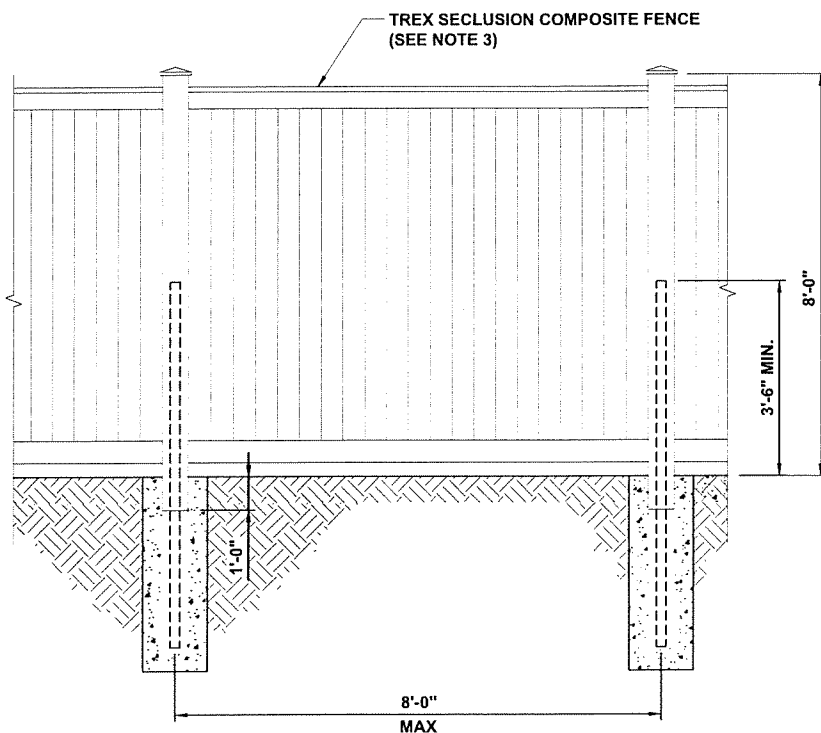 TREX SECLUSION COMPOSITE FENCE
(SEE NOTE 3)
8'-0"
3'-6" MIN.
1'-0"
8'-0"
MAX